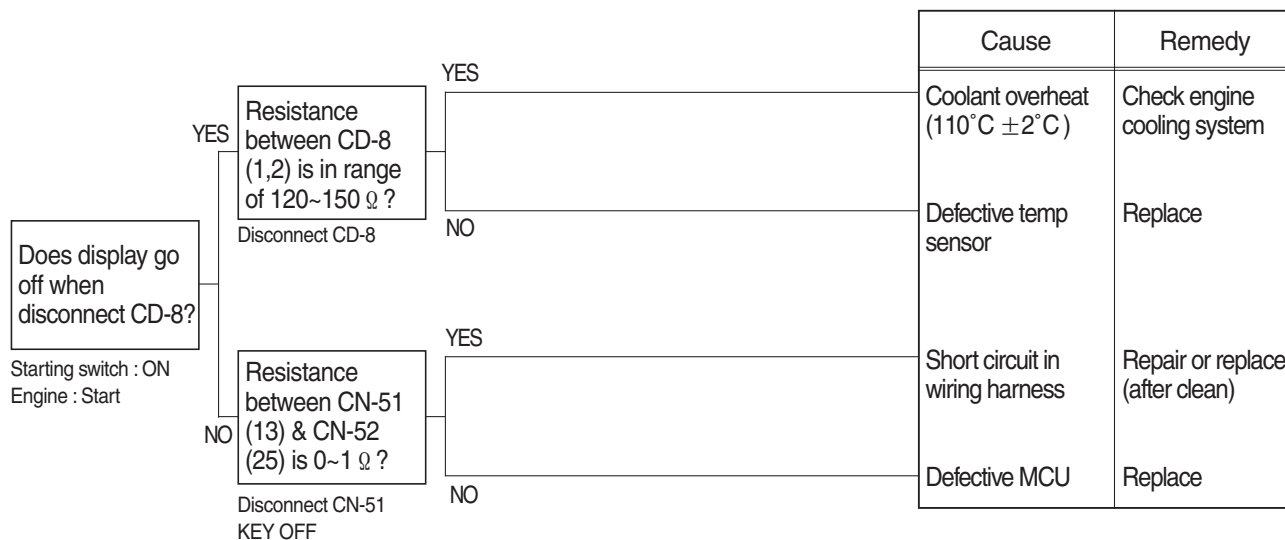 Does display go
off when
disconnect CD-8?
Starting switch : ON
Engine : Start
YES
Resistance
between CD-8
(1,2) is in range
of 120~150 Ω ?
Disconnect CD-8
NO
Resistance
between CN-51
(13) & CN-52
(25) is 0~1 Ω ?
Disconnect CN-51
KEY OFF
YES
NO
YES
NO
Cause Remedy
Coolant overheat Check engine
(110˚C ±2˚C ) cooling system
Defective temp Replace
sensor
Short circuit in Repair or replace
wiring harness (after clean)
Defective MCU Replace